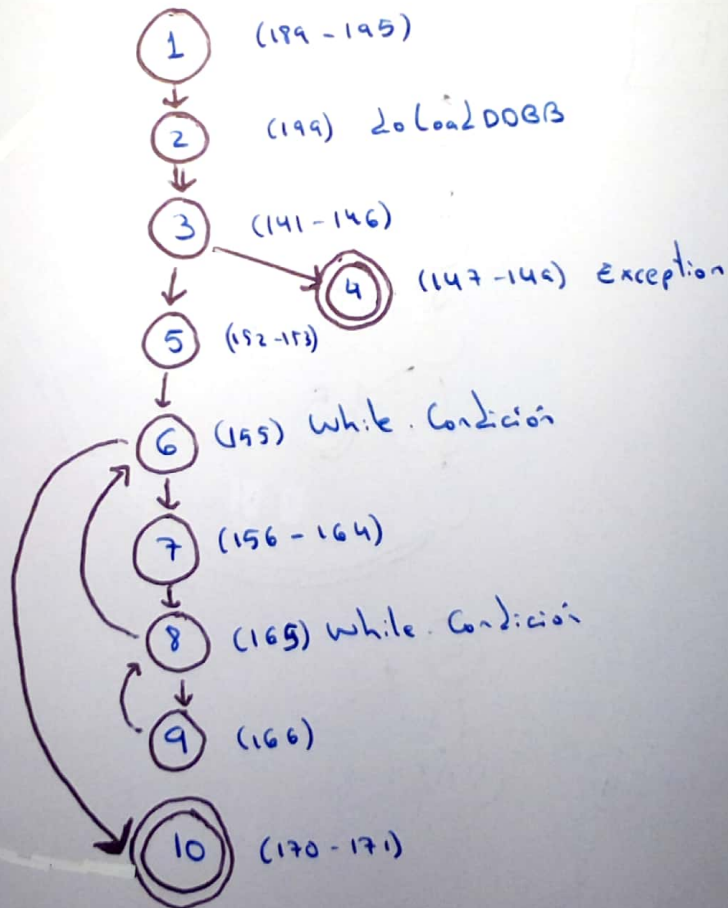 1 (189-195)
2 (199) doLoadDOBB
3 (141-146)
4 (147-149) Exception
5 (152-153)
6 (155) While. Condición
7 (156-164)
8 (165) While. Condición
9 (166)
10 (170-171)